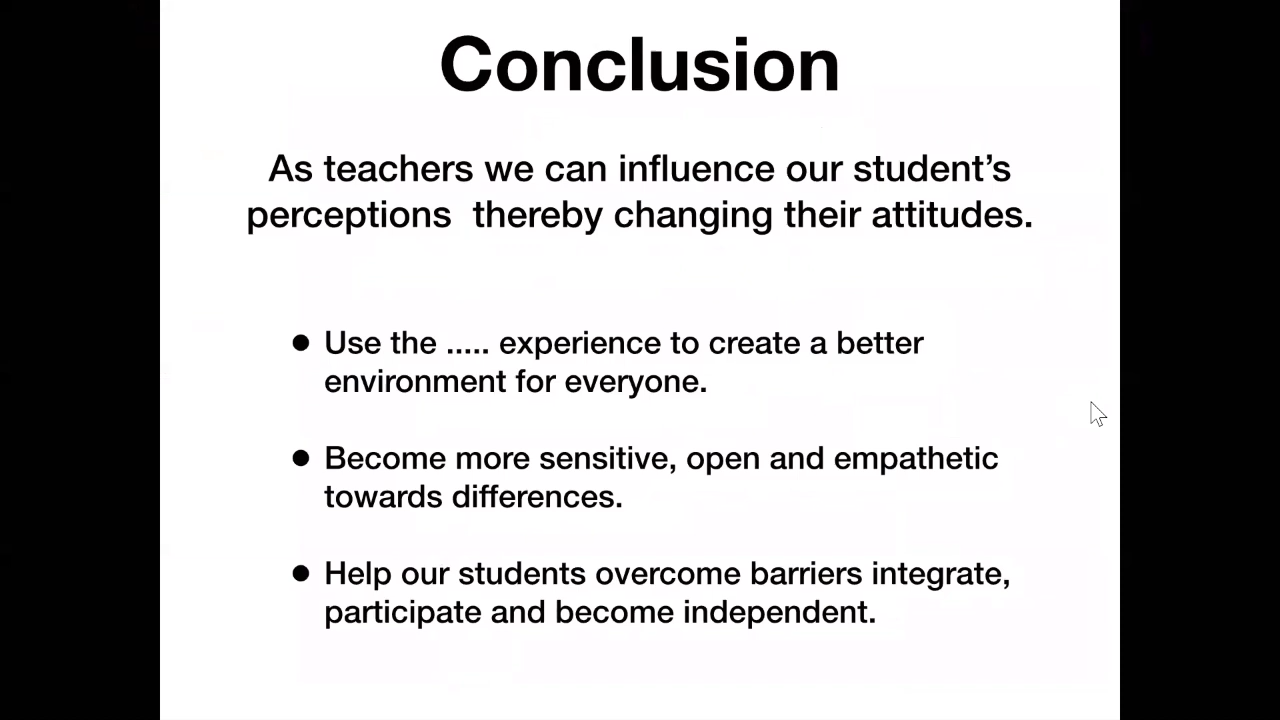 Conclusion
As teachers we can influence our student’s
perceptions  thereby changing their attitudes.
● Use the ..... experience to create a better
environment for everyone.
● Become more sensitive, open and empathetic
towards differences.
● Help our students overcome barriers integrate,
participate and become independent.